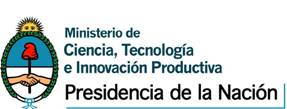 Ministerio de
Ciencia, Tecnología
e Innovación Productiva
Presidencia de la Nación